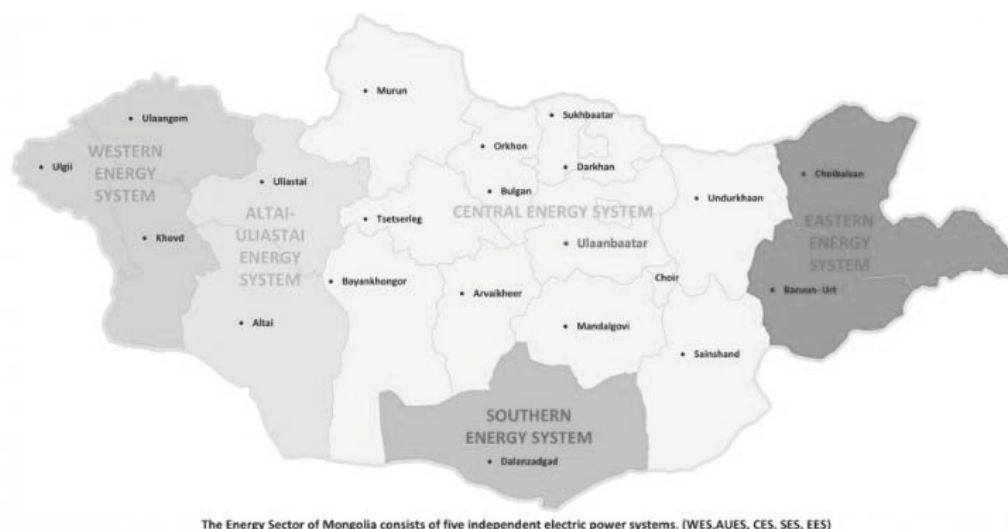 Murun
Sukhbaatar
Ulaangom
Orkhon
WESTERN
ENERGY
SYSTEM
Ulgii
Darkhan
Choibalsan
Uliastai
Bulgan
Undurkhaan
ALTAI-
ULIASTAI
ENERGY
SYSTEM
Tsetserleg
CENTRAL ENERGY SYSTEM
EASTERN
ENERGY
SYSTEM
Khovd
Ulaanbaatar
Bayankhongor
Choir
Arvaikheer
Baruun- Urt
Altai
Mandalgovi
Sainshand
SOUTHERN
ENERGY SYSTEM
Dalanzadgad
The Energy Sector of Mongolia consists of five independent electric power systems. (WES,AUES, CES, SES, EES)